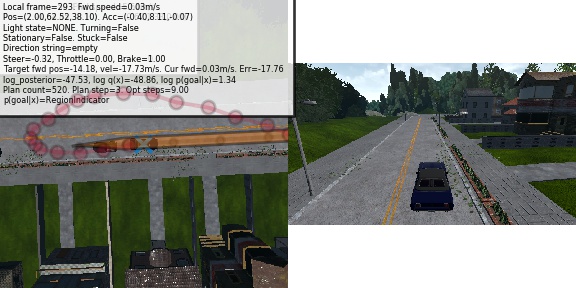 Local frame=293. Fwd speed=0.03m/s
Pos=(2.00,62.52,38.10). Acc=(-0.40,8.11,-0.07)
Light state=NONE. Turning=False
Stationary=False. Stuck=False
Direction string=empty
Steer=-0.32, Throttle=0.00, Brake=1.00
Target fwd pos=-14.18, vel=-17.73m/s. Cur fwd=0.03m/s. Err=-17.76
log_posterior=-47.53, log q(x)=-48.86, log p(goal|x)=1.34
Plan count=520. Plan step=3. Opt steps=9.00
p(goal|x)=RegionIndicator